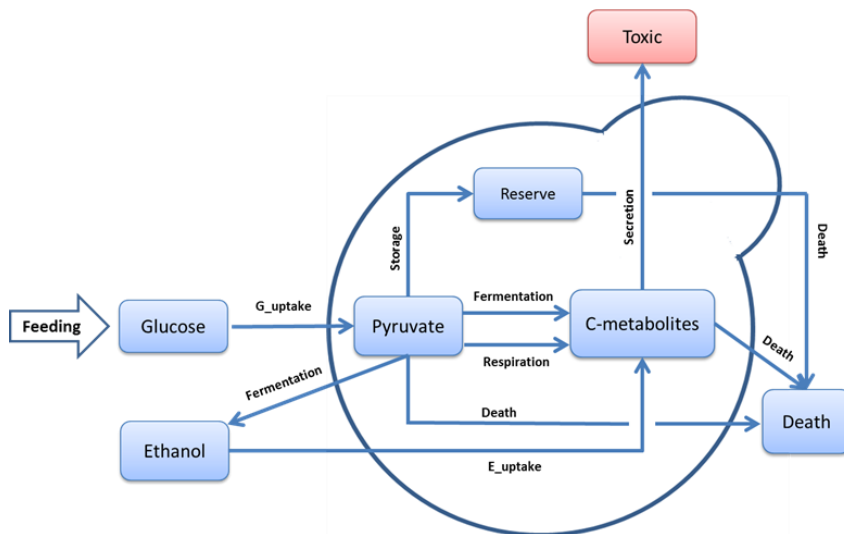 Toxic
Reserve
Storage
Secretion
Death
Feeding
Glucose
G_uptake
Pyruvate
Fermentation
Respiration
C-metabolites
Death
Fermentation
Death
Death
Ethanol
E_uptake